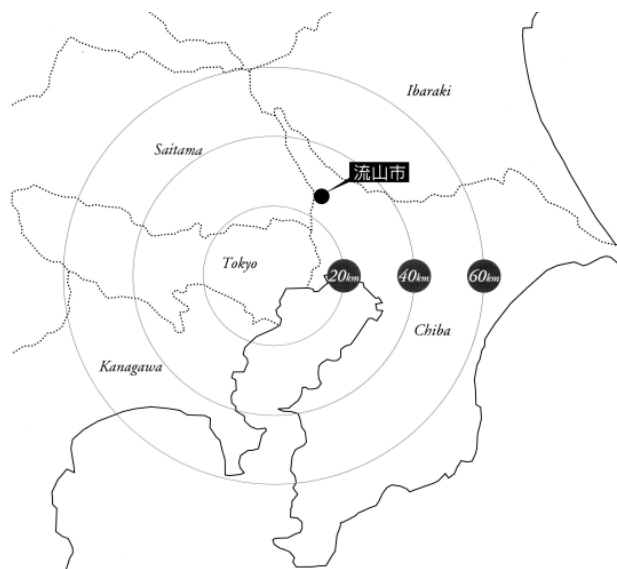 Ibaraki
Saitama
流山市
Tokyo
20km
40km
60km
Chiba
Kanagawa